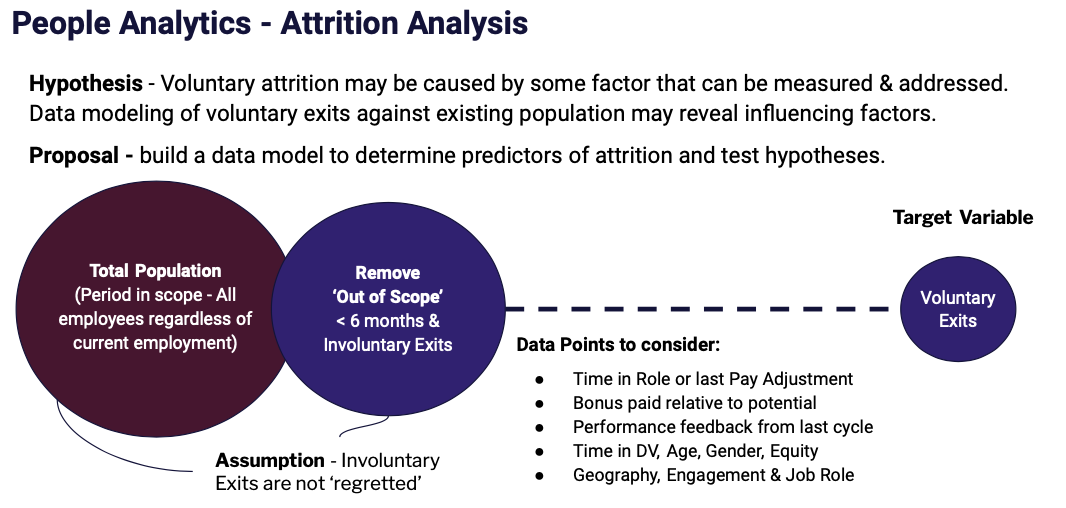 People Analytics - Attrition Analysis
Hypothesis - Voluntary attrition may be caused by some factor that can be measured & addressed.
Data modeling of voluntary exits against existing population may reveal influencing factors.
Proposal - build a data model to determine predictors of attrition and test hypotheses.
Total Population
(Period in scope - All
employees regardless of
current employment)
Remove
‘Out of Scope’
< 6 months &
Involuntary Exits
Target Variable
Voluntary
Exits
Data Points to consider:
● Time in Role or last Pay Adjustment
● Bonus paid relative to potential
● Performance feedback from last cycle
● Time in DV, Age, Gender, Equity
● Geography, Engagement & Job Role
Assumption - Involuntary
Exits are not ‘regretted’